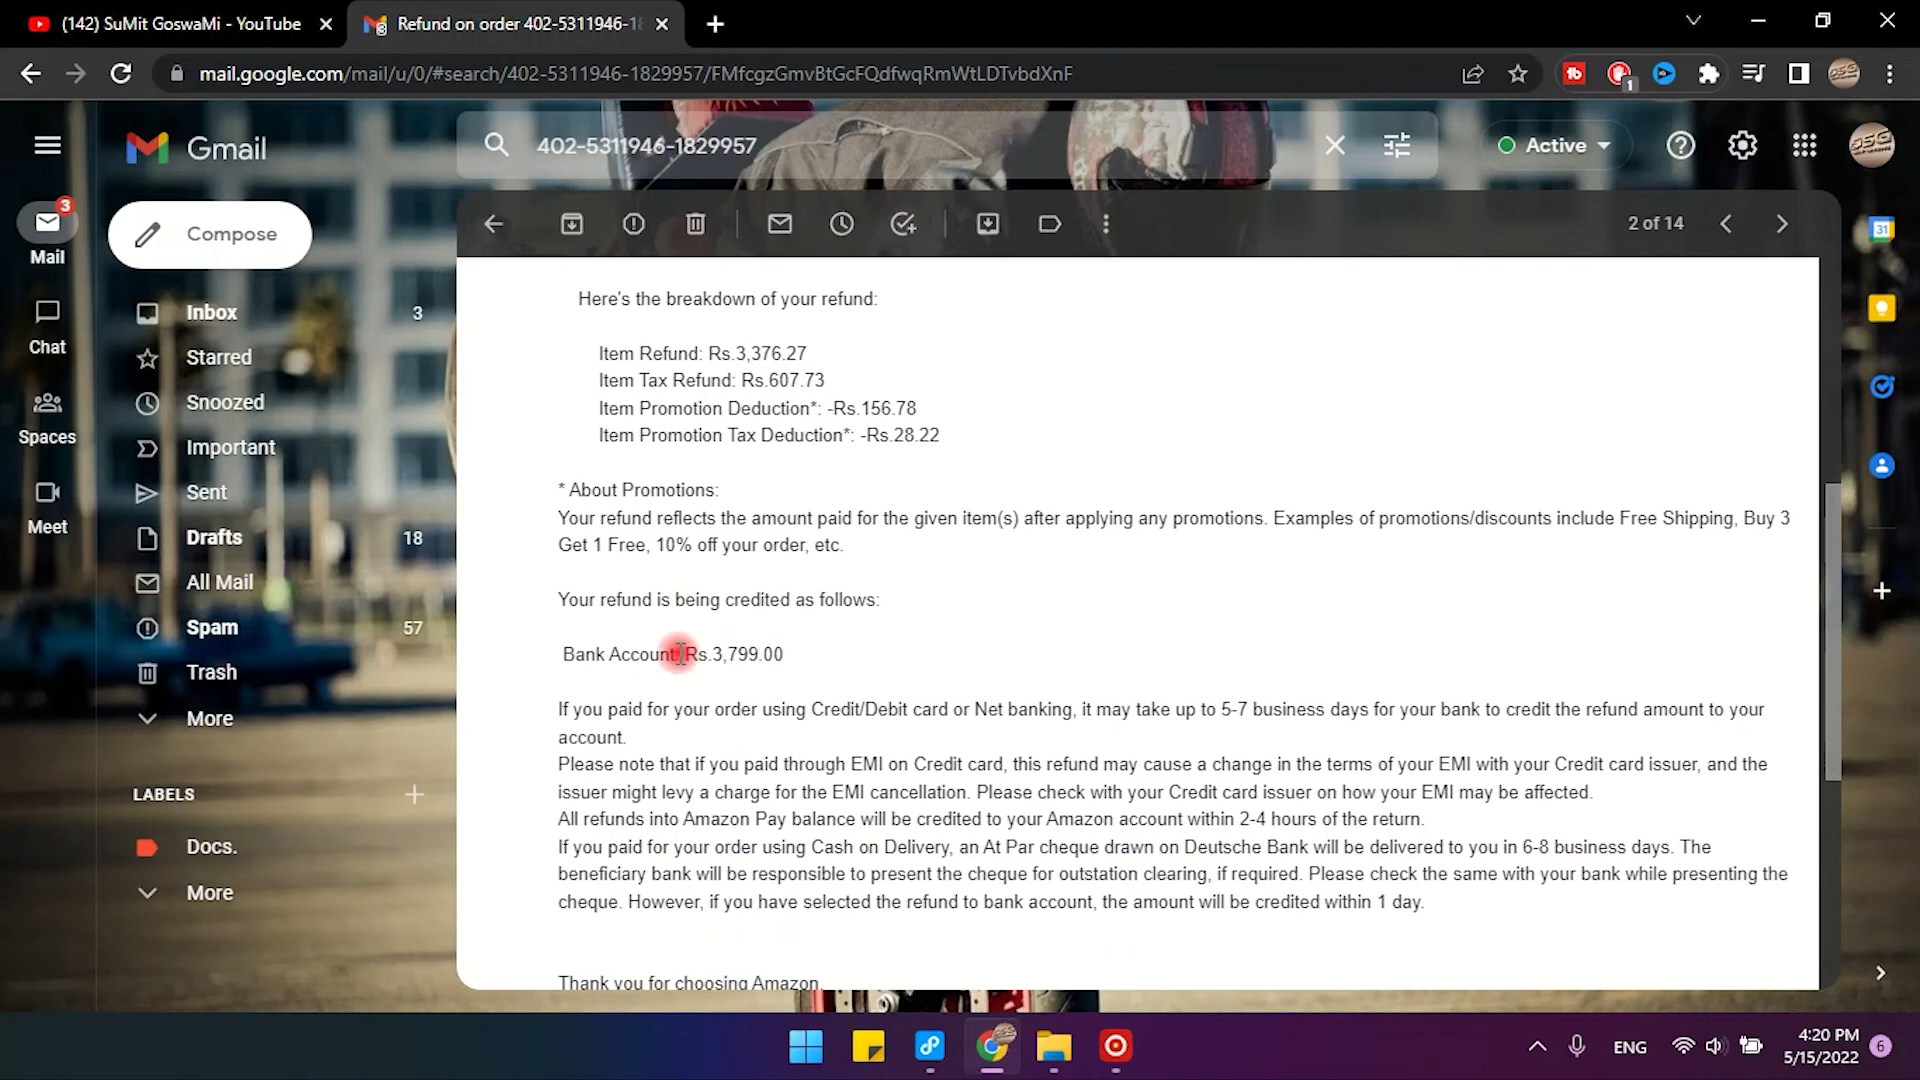 (142) SuMit GoswaMi - YouTube
Refund on order 402-5311946-1
mail.google.com/mail/u/0/#search/402-5311946-1829957/FMfcgzGmvBtGcFQdfwqRmWtLDTvbdXnF
1
Gmail
402-5311946-1829957
Active
3
Mail
Compose
2 of 14
31
Chat
Spaces
Meet
Inbox 3
Starred
Snoozed
Important
Sent
Drafts 18
All Mail
Spam 57
Trash
More
LABELS
Docs.
More
Here's the breakdown of your refund:
Item Refund: Rs.3,376.27
Item Tax Refund: Rs.607.73
Item Promotion Deduction*: -Rs.156.78
Item Promotion Tax Deduction*: -Rs.28.22
* About Promotions:
Your refund reflects the amount paid for the given item(s) after applying any promotions. Examples of promotions/discounts include Free Shipping, Buy 3
Get 1 Free, 10% off your order, etc.
Your refund is being credited as follows:
Bank Account: Rs.3,799.00
If you paid for your order using Credit/Debit card or Net banking, it may take up to 5-7 business days for your bank to credit the refund amount to your
account.
Please note that if you paid through EMI on Credit card, this refund may cause a change in the terms of your EMI with your Credit card issuer, and the
issuer might levy a charge for the EMI cancellation. Please check with your Credit card issuer on how your EMI may be affected.
All refunds into Amazon Pay balance will be credited to your Amazon account within 2-4 hours of the return.
If you paid for your order using Cash on Delivery, an At Par cheque drawn on Deutsche Bank will be delivered to you in 6-8 business days. The
beneficiary bank will be responsible to present the cheque for outstation clearing, if required. Please check the same with your bank while presenting the
cheque. However, if you have selected the refund to bank account, the amount will be credited within 1 day.
Thank you for choosing Amazon.
ENG
4:20 PM
5/15/2022
6